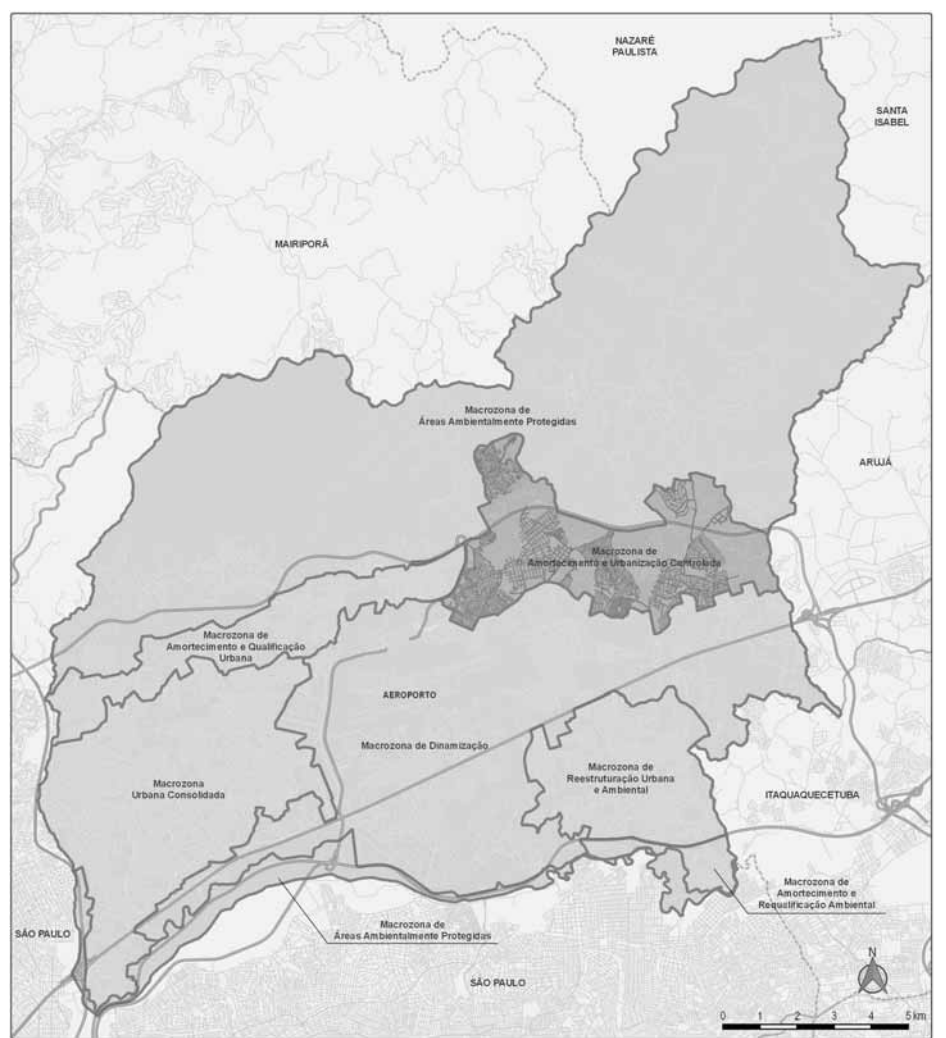 NAZARÉ
PAULISTA
SANTA
ISABEL
MAIRIPORÃ
Macrozona de
Áreas Ambientalmente Protegidas
ARUJÁ
Macrozona de
Amortecimento e Urbanização Controlada
Macrozona de
Amortecimento e Qualificação
Urbana
AEROPORTO
Macrozona de Dinamização
Macrozona
Urbana Consolidada
Macrozona de
Reestruturação Urbana
e Ambiental
ITAQUAQUECETUBA
Macrozona de
Amortecimento e
Requalificação Ambiental
Macrozona de
Áreas Ambientalmente Protegidas
SÃO PAULO
SÃO PAULO
N
0 1 2 3 4 5 km